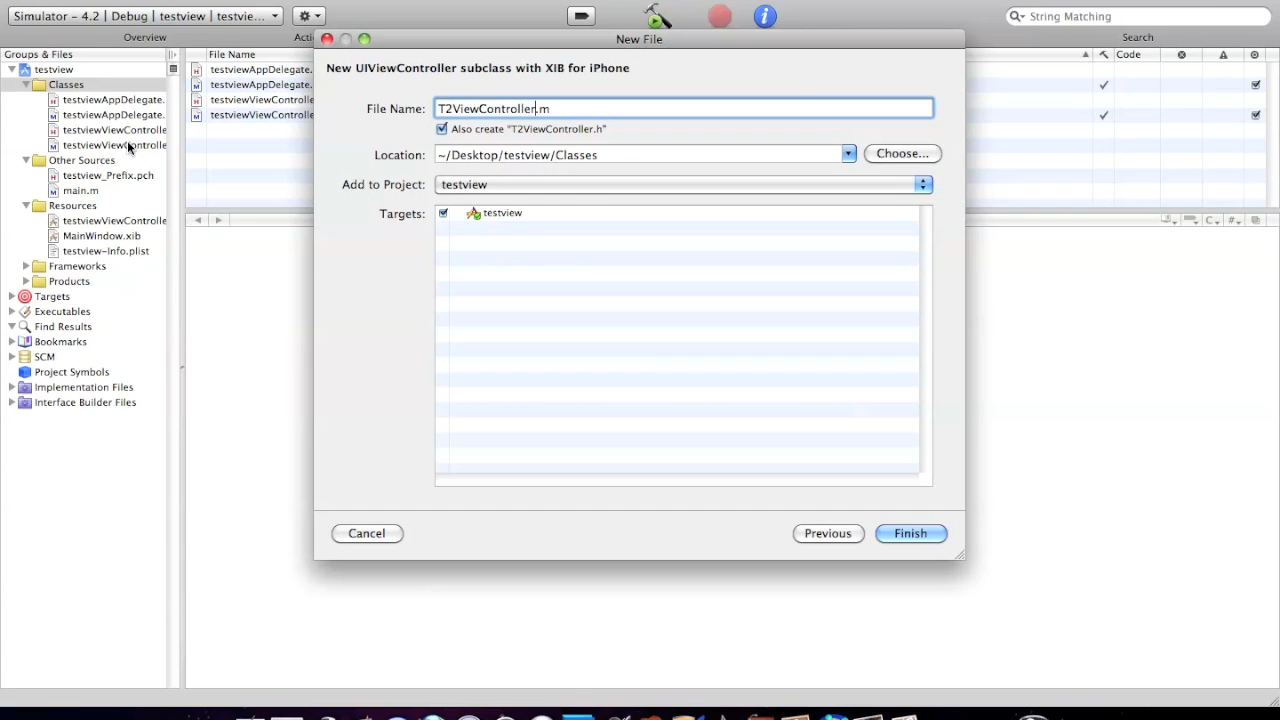 Simulator - 4.2 | Debug | testview | testvie...
String Matching
Overview
Acti
Search
New File
Groups & Files
File Name
Code
New UIViewController subclass with XIB for iPhone
testview
Classes
testviewAppDelegate.
testviewAppDelegate.
testviewViewControlle
testviewViewControlle
Other Sources
testview_Prefix.pch
main.m
Resources
testviewViewControlle
MainWindow.xib
testview-Info.plist
Frameworks
Products
Targets
Executables
Find Results
Bookmarks
SCM
Project Symbols
Implementation Files
Interface Builder Files
testviewAppDelegate.
testviewAppDelegate.
testviewViewControlle
testviewViewControlle
File Name: T2ViewController.m
Also create "T2ViewController.h"
Location: ~/Desktop/testview/Classes
Choose...
Add to Project: testview
Targets: testview
C
#
Cancel
Previous
Finish